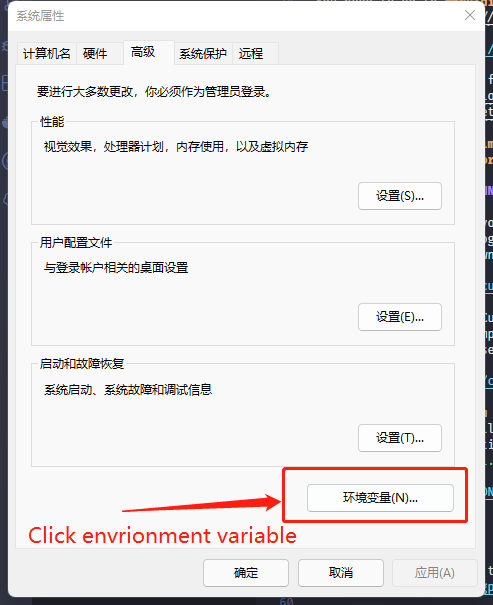 系统属性
计算机名 硬件 高级 系统保护 远程
要进行大多数更改，你必须作为管理员登录。
性能
视觉效果，处理器计划，内存使用，以及虚拟内存
设置(S)...
用户配置文件
与登录帐户相关的桌面设置
设置(E)...
启动和故障恢复
系统启动、系统故障和调试信息
设置(T)...
环境变量(N)...
Click envrionment variable
确定 取消 应用(A)
60